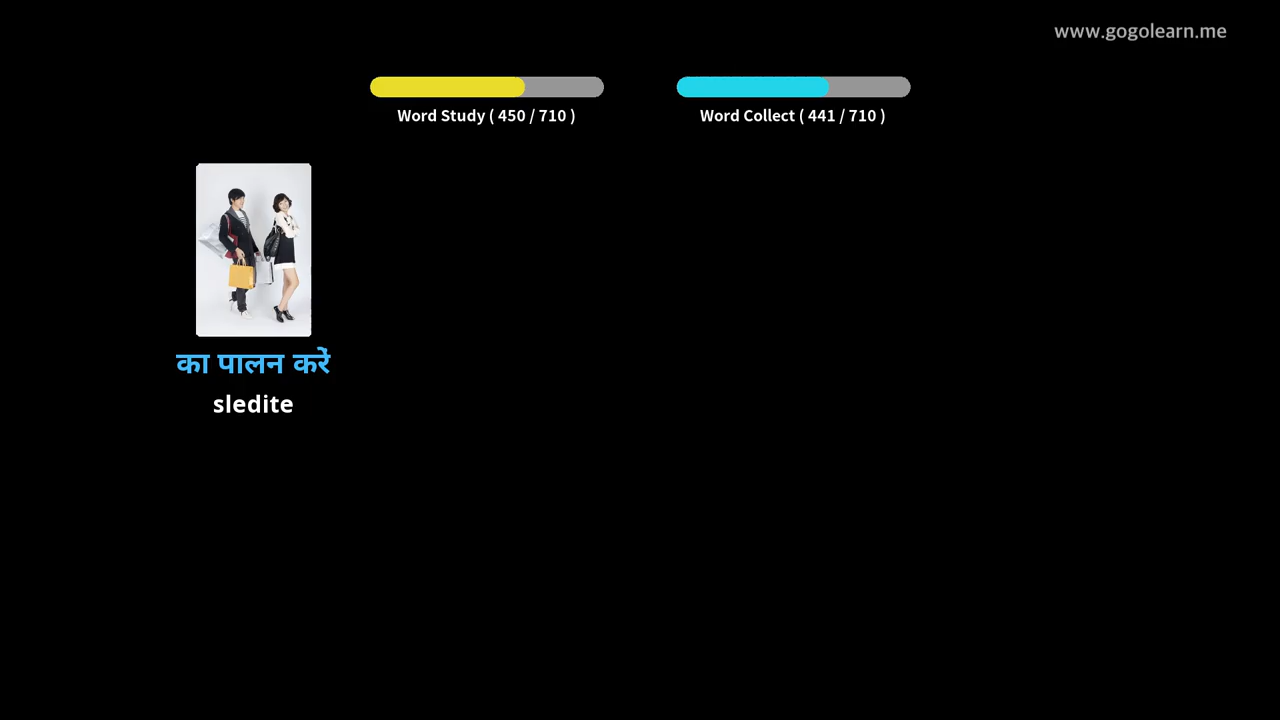 www.gogolearn.me
Word Study ( 450 / 710 )
Word Collect ( 441 / 710 )
का पालन करें
sledite